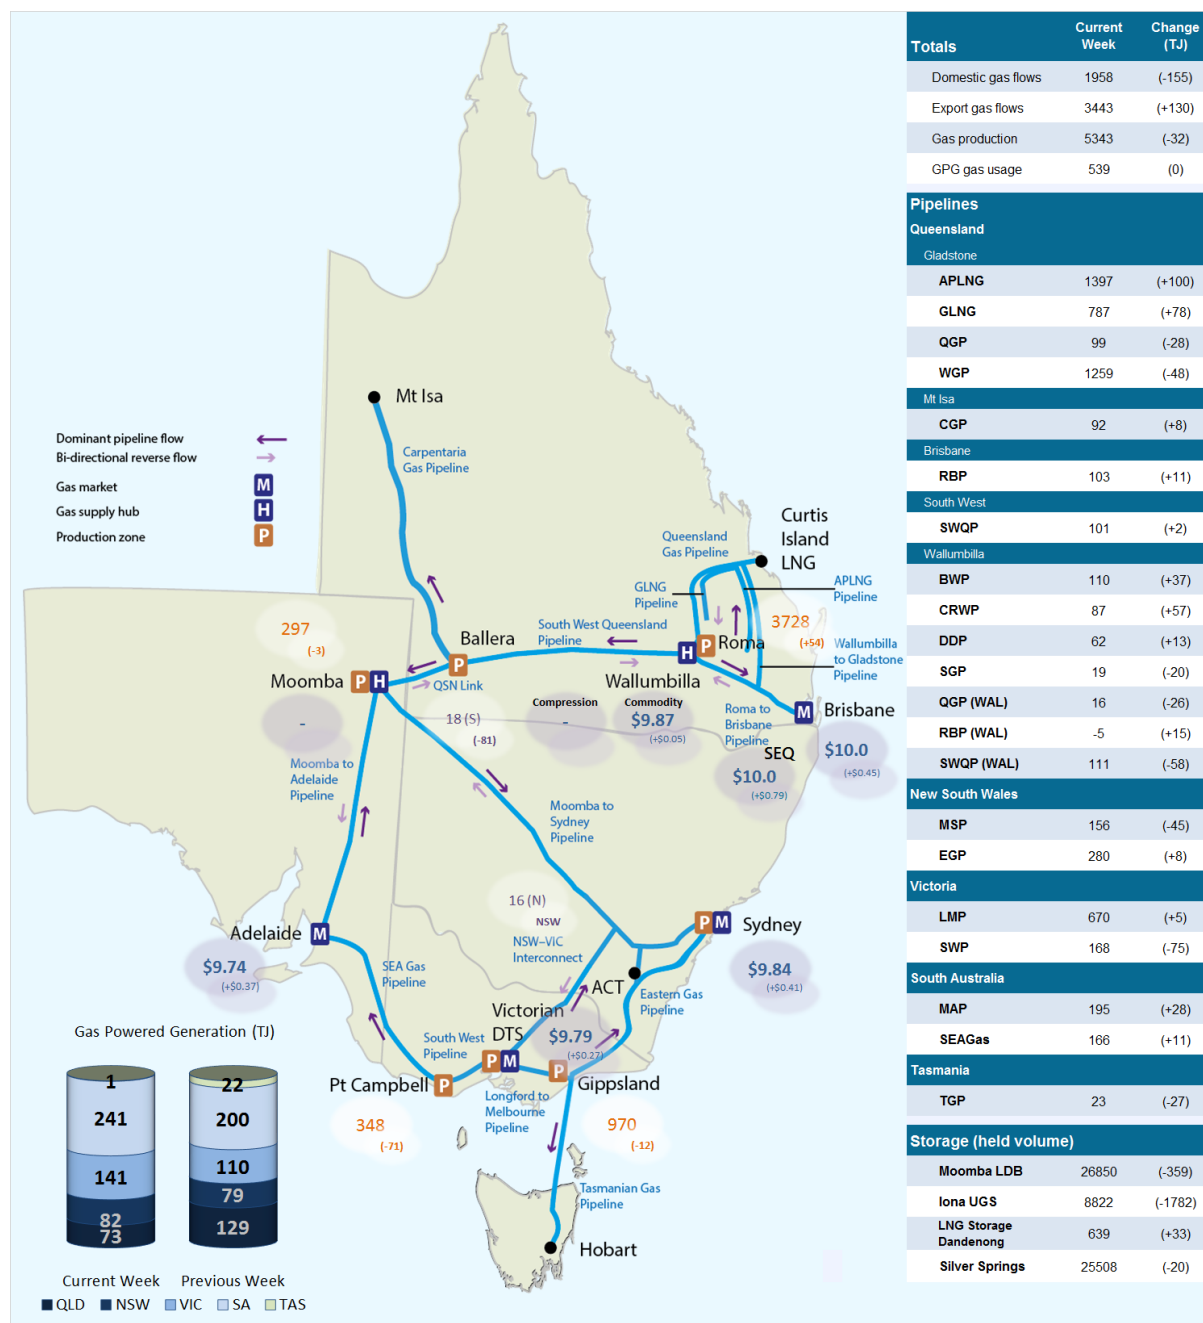 Mt Isa
Dominant pipeline flow
Bi-directional reverse flow
Gas market M
Gas supply hub H
Production zone P
Carpentaria
Gas Pipeline
Curtis
Island
LNG
Queensland
Gas Pipeline
GLNG
Pipeline
APLNG
Pipeline
3728
(+54)
297
(-3)
Ballera
P
South West Queensland
Pipeline
H P Roma
Wallumbilla
to Gladstone
Pipeline
Moomba P H
QSN Link
Wallumbilla
Compression
Commodity
-
$9.87
(+$0.05)
Roma to
Brisbane
Pipeline
M Brisbane
$10.0
(+$0.45)
SEQ
$10.0
(+$0.79)
-
18 (S)
(-81)
Moomba to
Adelaide
Pipeline
Moomba to
Sydney
Pipeline
16 (N)
NSW
NSW-VIC
Interconnect
P M Sydney
$9.84
(+$0.41)
Adelaide M
$9.74
(+$0.37)
SEA Gas
Pipeline
ACT
Eastern Gas
Pipeline
Victorian
DTS
P M
$9.79
(+$0.27)
South West
Pipeline
Pt Campbell P
348
(-71)
P
Gippsland
970
(-12)
Longford to
Melbourne
Pipeline
Tasmanian Gas
Pipeline
Hobart
Gas Powered Generation (TJ)
1 22
241 200
141 110
82 79
73 129
Current Week Previous Week
QLD NSW VIC SA TAS
Totals Current Week Change (TJ)
Domestic gas flows 1958 (-155)
Export gas flows 3443 (+130)
Gas production 5343 (-32)
GPG gas usage 539 (0)
Pipelines
Queensland
Gladstone
APLNG 1397 (+100)
GLNG 787 (+78)
QGP 99 (-28)
WGP 1259 (-48)
Mt Isa
CGP 92 (+8)
Brisbane
RBP 103 (+11)
South West
SWQP 101 (+2)
Wallumbilla
BWP 110 (+37)
CRWP 87 (+57)
DDP 62 (+13)
SGP 19 (-20)
QGP (WAL) 16 (-26)
RBP (WAL) -5 (+15)
SWQP (WAL) 111 (-58)
New South Wales
MSP 156 (-45)
EGP 280 (+8)
Victoria
LMP 670 (+5)
SWP 168 (-75)
South Australia
MAP 195 (+28)
SEAGas 166 (+11)
Tasmania
TGP 23 (-27)
Storage (held volume)
Moomba LDB 26850 (-359)
Iona UGS 8822 (-1782)
LNG Storage
Dandenong 639 (+33)
Silver Springs 25508 (-20)